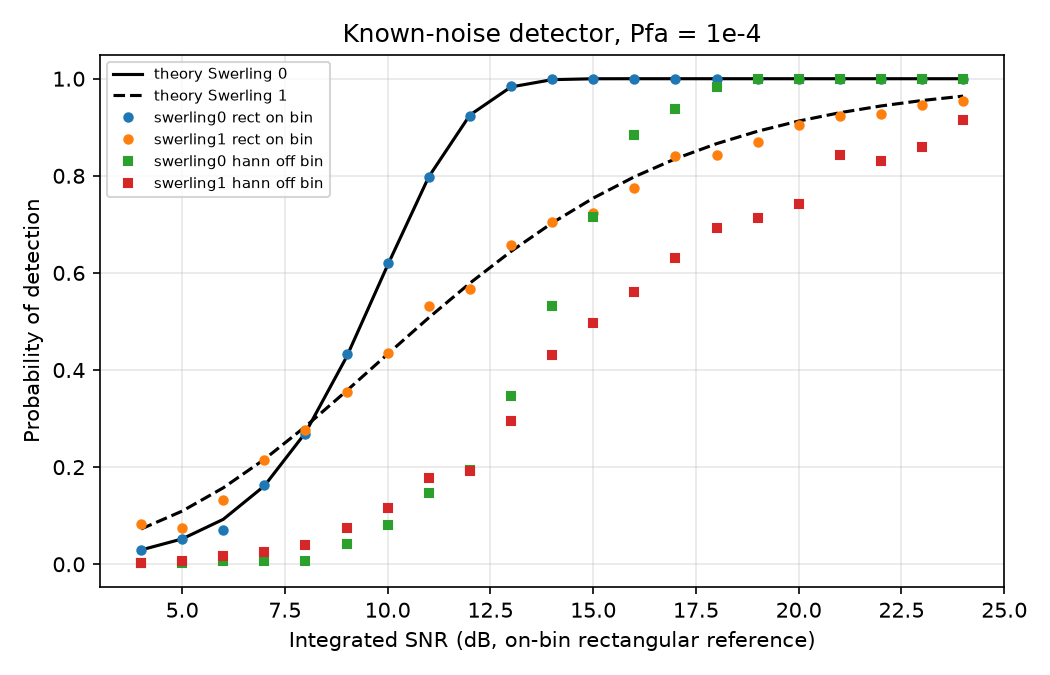 Known-noise detector, Pfa = 1e-4
theory Swerling 0
theory Swerling 1
swerling0 rect on bin
swerling1 rect on bin
swerling0 hann off bin
swerling1 hann off bin
Probability of detection
1.0
0.8
0.6
0.4
0.2
0.0
5.0 7.5 10.0 12.5 15.0 17.5 20.0 22.5 25.0
Integrated SNR (dB, on-bin rectangular reference)